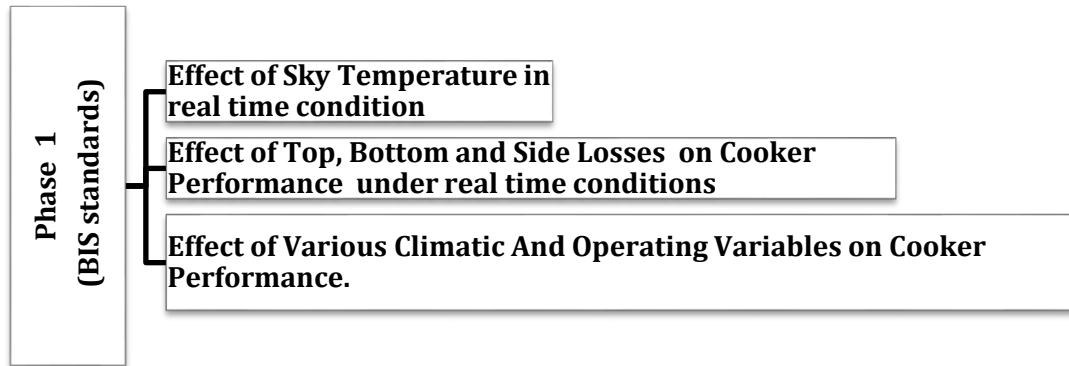 Phase 1
(BIS standards)
Effect of Sky Temperature in
real time condition
Effect of Top, Bottom and Side Losses on Cooker
Performance under real time conditions
Effect of Various Climatic And Operating Variables on Cooker
Performance.